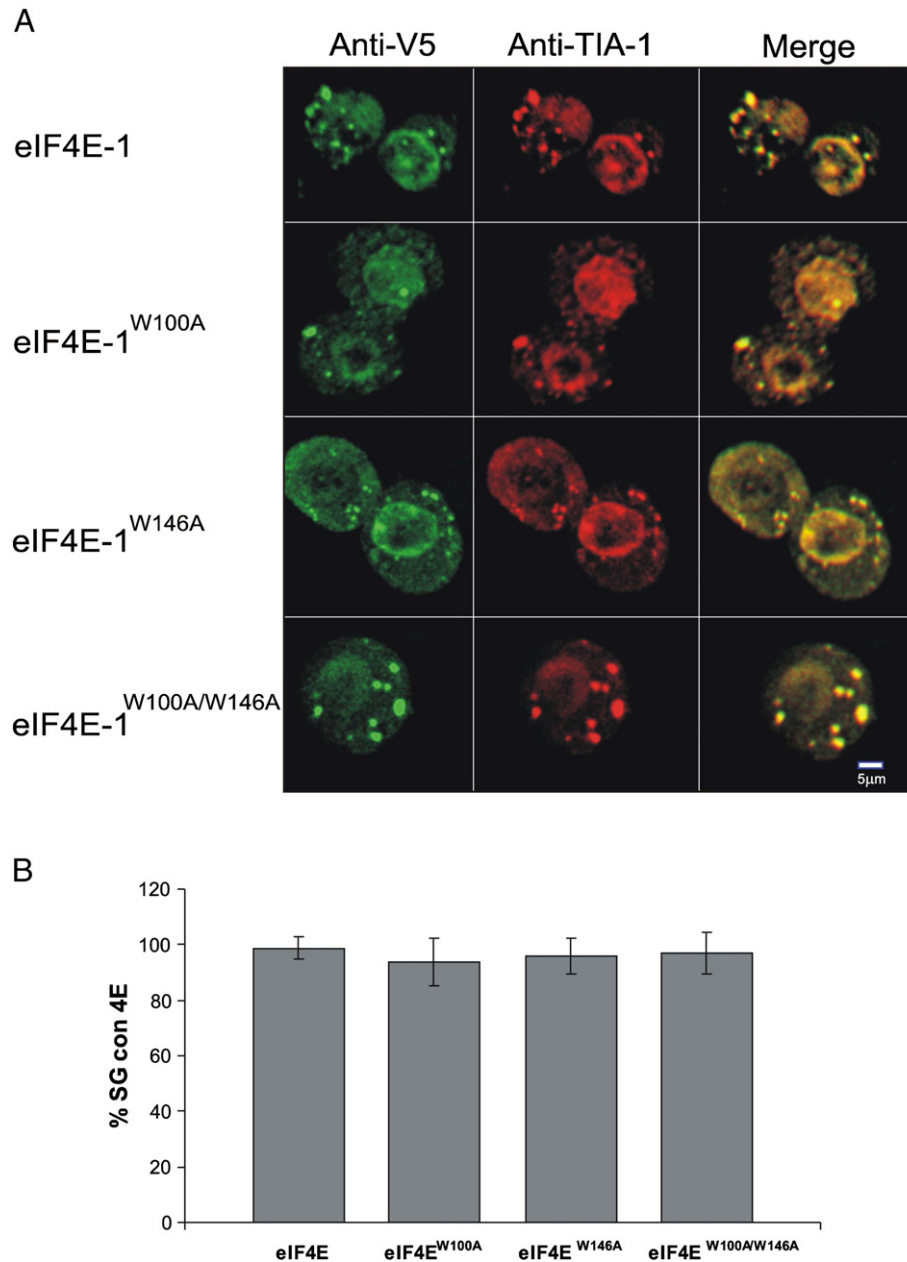 A
Anti-V5 Anti-TIA-1 Merge
eIF4E-1
eIF4E-1W100A
eIF4E-1W146A
eIF4E-1W100A/W146A
5µm
B
120
100
80
60
40
20
0
% SG con 4E
eIF4E eIF4EW100A eIF4E W146A eIF4E W100A/W146A